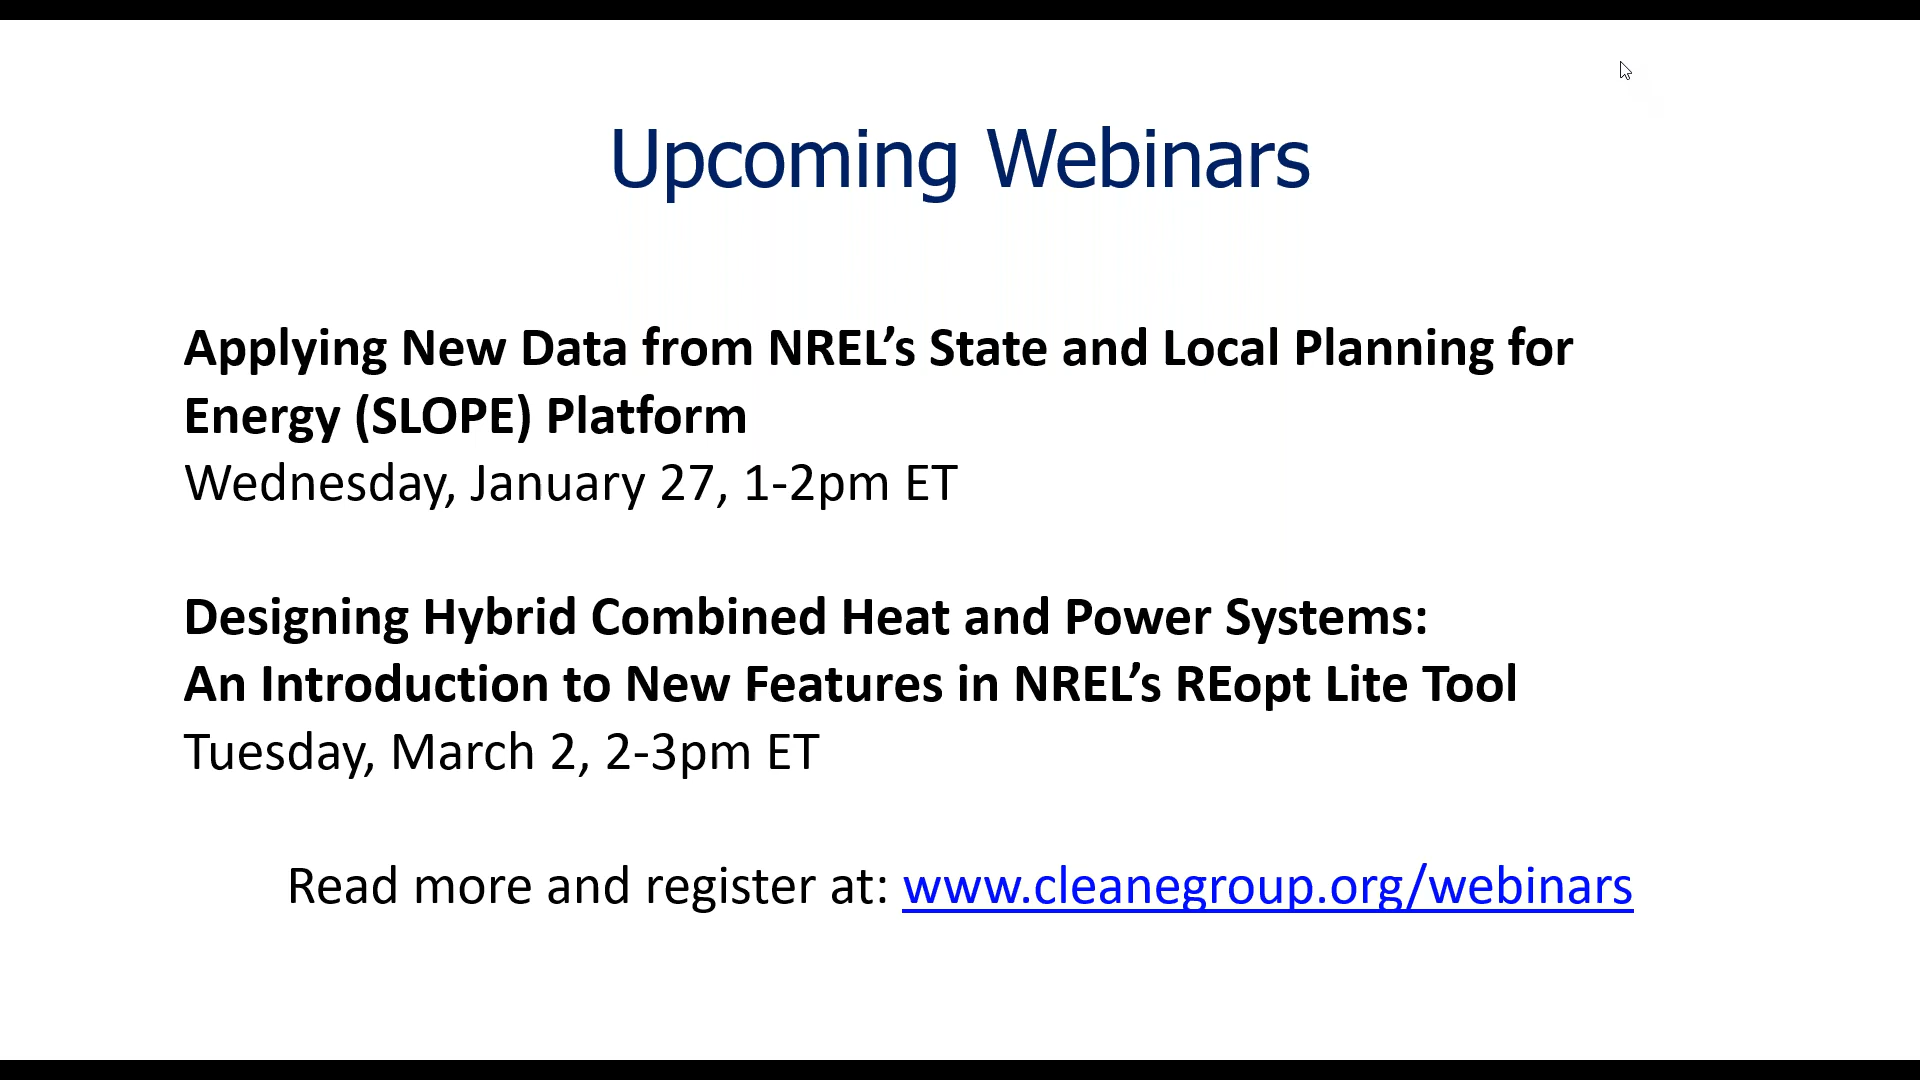 Upcoming Webinars
Applying New Data from NREL’s State and Local Planning for
Energy (SLOPE) Platform
Wednesday, January 27, 1-2pm ET
Designing Hybrid Combined Heat and Power Systems:
An Introduction to New Features in NREL’s REopt Lite Tool
Tuesday, March 2, 2-3pm ET
Read more and register at: www.cleanegroup.org/webinars